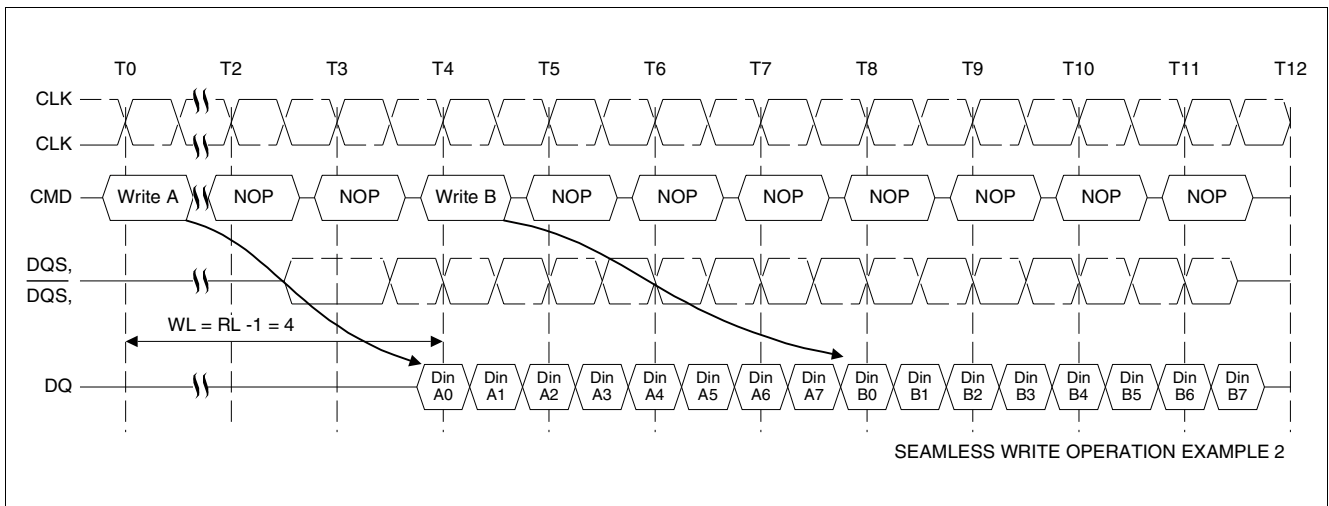 T0 T2 T3 T4 T5 T6 T7 T8 T9 T10 T11 T12
CLK
CLK
CMD Write A NOP NOP Write B NOP NOP NOP NOP NOP NOP NOP
DQS,
DQS,
WL = RL -1 = 4
DQ Din A0 Din A1 Din A2 Din A3 Din A4 Din A5 Din A6 Din A7 Din B0 Din B1 Din B2 Din B3 Din B4 Din B5 Din B6 Din B7
SEAMLESS WRITE OPERATION EXAMPLE 2